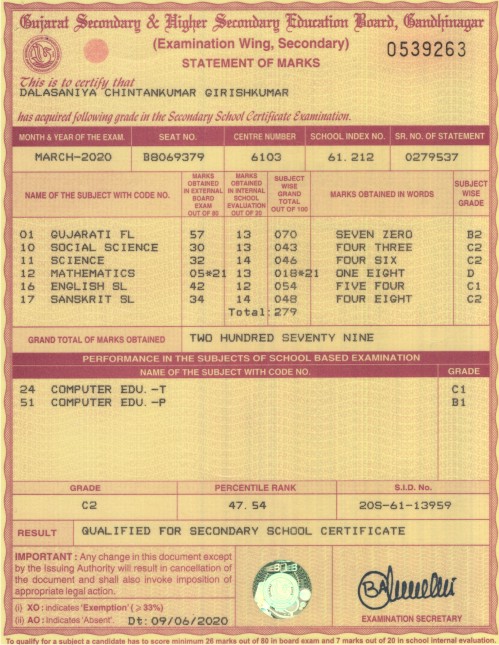 Gujarat Secondary & Higher Secondary Education Board, Gandhinagar
(Examination Wing, Secondary)
0539263
STATEMENT OF MARKS
This is to certify that
DALASANIYA CHINTANKUMAR GIRISHKUMAR
has acquired following grade in the Secondary School Certificate Examination.
MONTH & YEAR OF THE EXAM. SEAT NO. CENTRE NUMBER SCHOOL INDEX NO. SR. NO. OF STATEMENT
MARCH-2020 B8069379 6103 61.212 0279537
NAME OF THE SUBJECT WITH CODE NO. MARKS OBTAINED IN EXTERNAL BOARD EXAM OUT OF 80 MARKS OBTAINED IN INTERNAL SCHOOL EVALUATION OUT OF 20 SUBJECT WISE GRAND TOTAL OUT OF 100 MARKS OBTAINED IN WORDS SUBJECT WISE GRADE
01 GUJARATI FL 57 13 070 SEVEN ZERO B2
10 SOCIAL SCIENCE 30 13 043 FOUR THREE C2
11 SCIENCE 32 14 046 FOUR SIX C2
12 MATHEMATICS 05*21 13 018*21 ONE EIGHT D
16 ENGLISH SL 42 12 054 FIVE FOUR C1
17 SANSKRIT SL 34 14 048 FOUR EIGHT C2
Total:279
GRAND TOTAL OF MARKS OBTAINED TWO HUNDRED SEVENTY NINE
PERFORMANCE IN THE SUBJECTS OF SCHOOL BASED EXAMINATION
NAME OF THE SUBJECT WITH CODE NO. GRADE
24 COMPUTER EDU.-T C1
51 COMPUTER EDU.-P B1
GRADE PERCENTILE RANK S.I.D. No.
C2 47.54 20S-61-13959
RESULT QUALIFIED FOR SECONDARY SCHOOL CERTIFICATE
IMPORTANT : Any change in this document except
by the Issuing Authority will result in cancellation of
the document and shall also invoke imposition of
appropriate legal action.
(i) XO : indicates 'Exemption' (≥ 33%)
(ii) AO : Indicates 'Absent'. Dt: 09/06/2020
EXAMINATION SECRETARY
To qualify for a subject a candidate has to score minimum 26 marks out of 80 in board exam and 7 marks out of 20 in school internal evaluation.